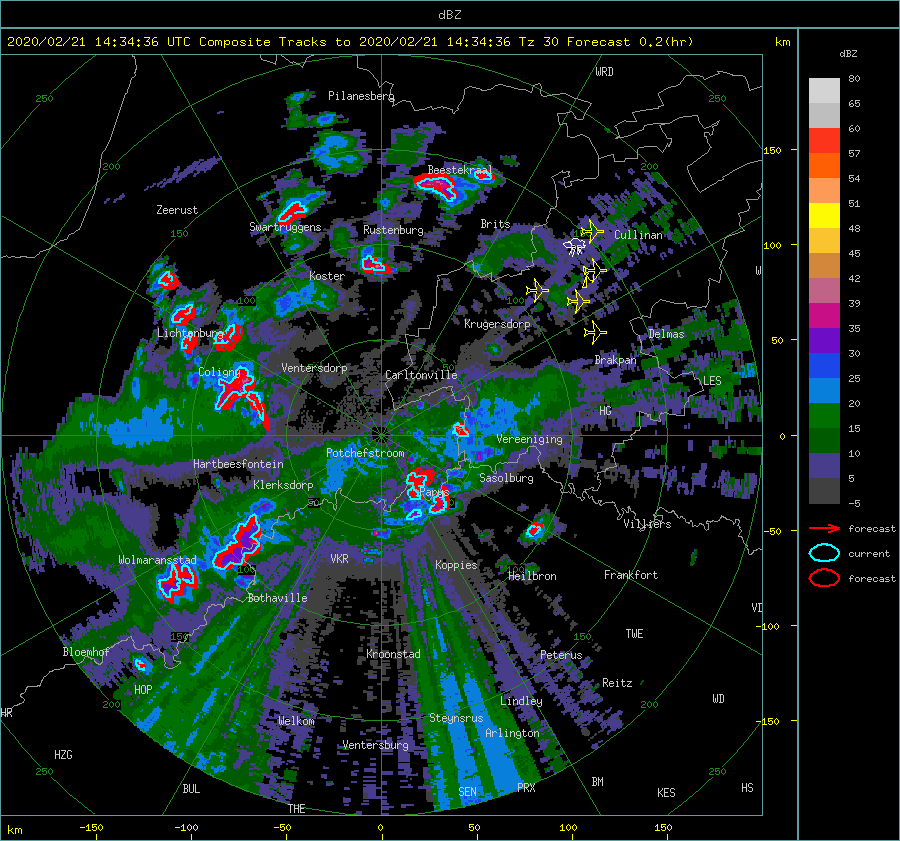 dBZ
2020/02/21 14:34:36 UTC Composite Tracks to 2020/02/21 14:34:36 Tz 30 Forecast 0.2(hr)
km
dBZ
80
65
60
57
54
51
48
45
42
39
35
30
25
20
15
10
5
-5
forecast
current
forecast
150
100
50
0
-50
-100
-150
WRD
Pilanesberg
250
250
200
200
Beestekraal
Zeerust
Swartruggens
Rustenburg
Brits
Cullinan
150
Koster
W
100
100
Krugersdorp
Lichtenburg
Delmas
Brakpan
Coligny
Ventersdorp
Carltonville
LES
HG
Vereeniging
Potchefstroom
Hartbeesfontein
Klerksdorp
Sasolburg
Parys
50
Villiers
Wolmaransstad
VKR
Koppies
100
100
Heilbron
Frankfort
Bothaville
VD
150
150
TWE
Bloemhof
Kroonstad
Peterus
HOP
Reitz
200
200
Lindley
WD
HR
Welkom
Steynsrus
Arlington
Ventersburg
HZG
250
250
BUL
SEN
PRX
BM
KES
HS
THE
km
-150
-100
-50
0
50
100
150